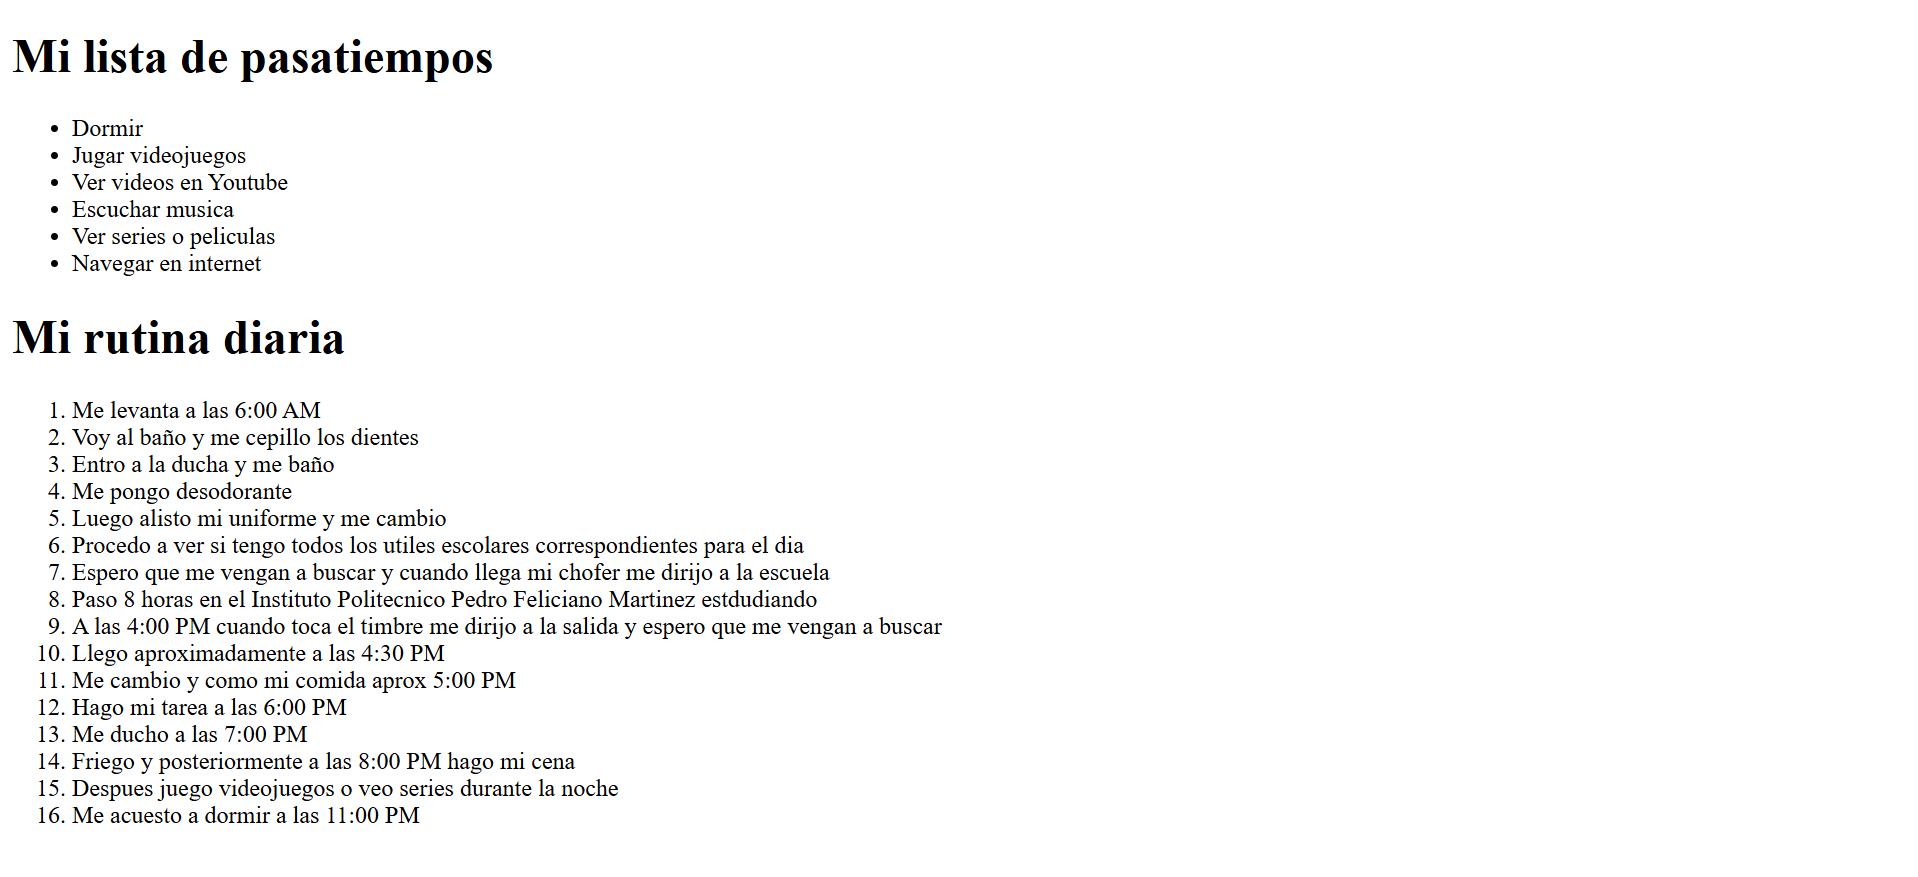 Mi lista de pasatiempos
• Dormir
• Jugar videojuegos
• Ver videos en Youtube
• Escuchar musica
• Ver series o peliculas
• Navegar en internet
Mi rutina diaria
1. Me levanta a las 6:00 AM
2. Voy al baño y me cepillo los dientes
3. Entro a la ducha y me baño
4. Me pongo desodorante
5. Luego alisto mi uniforme y me cambio
6. Procedo a ver si tengo todos los utiles escolares correspondientes para el dia
7. Espero que me vengan a buscar y cuando llega mi chofer me dirijo a la escuela
8. Paso 8 horas en el Instituto Politecnico Pedro Feliciano Martinez estdudiando
9. A las 4:00 PM cuando toca el timbre me dirijo a la salida y espero que me vengan a buscar
10. Llego aproximadamente a las 4:30 PM
11. Me cambio y como mi comida aprox 5:00 PM
12. Hago mi tarea a las 6:00 PM
13. Me ducho a las 7:00 PM
14. Friego y posteriormente a las 8:00 PM hago mi cena
15. Despues juego videojuegos o veo series durante la noche
16. Me acuesto a dormir a las 11:00 PM